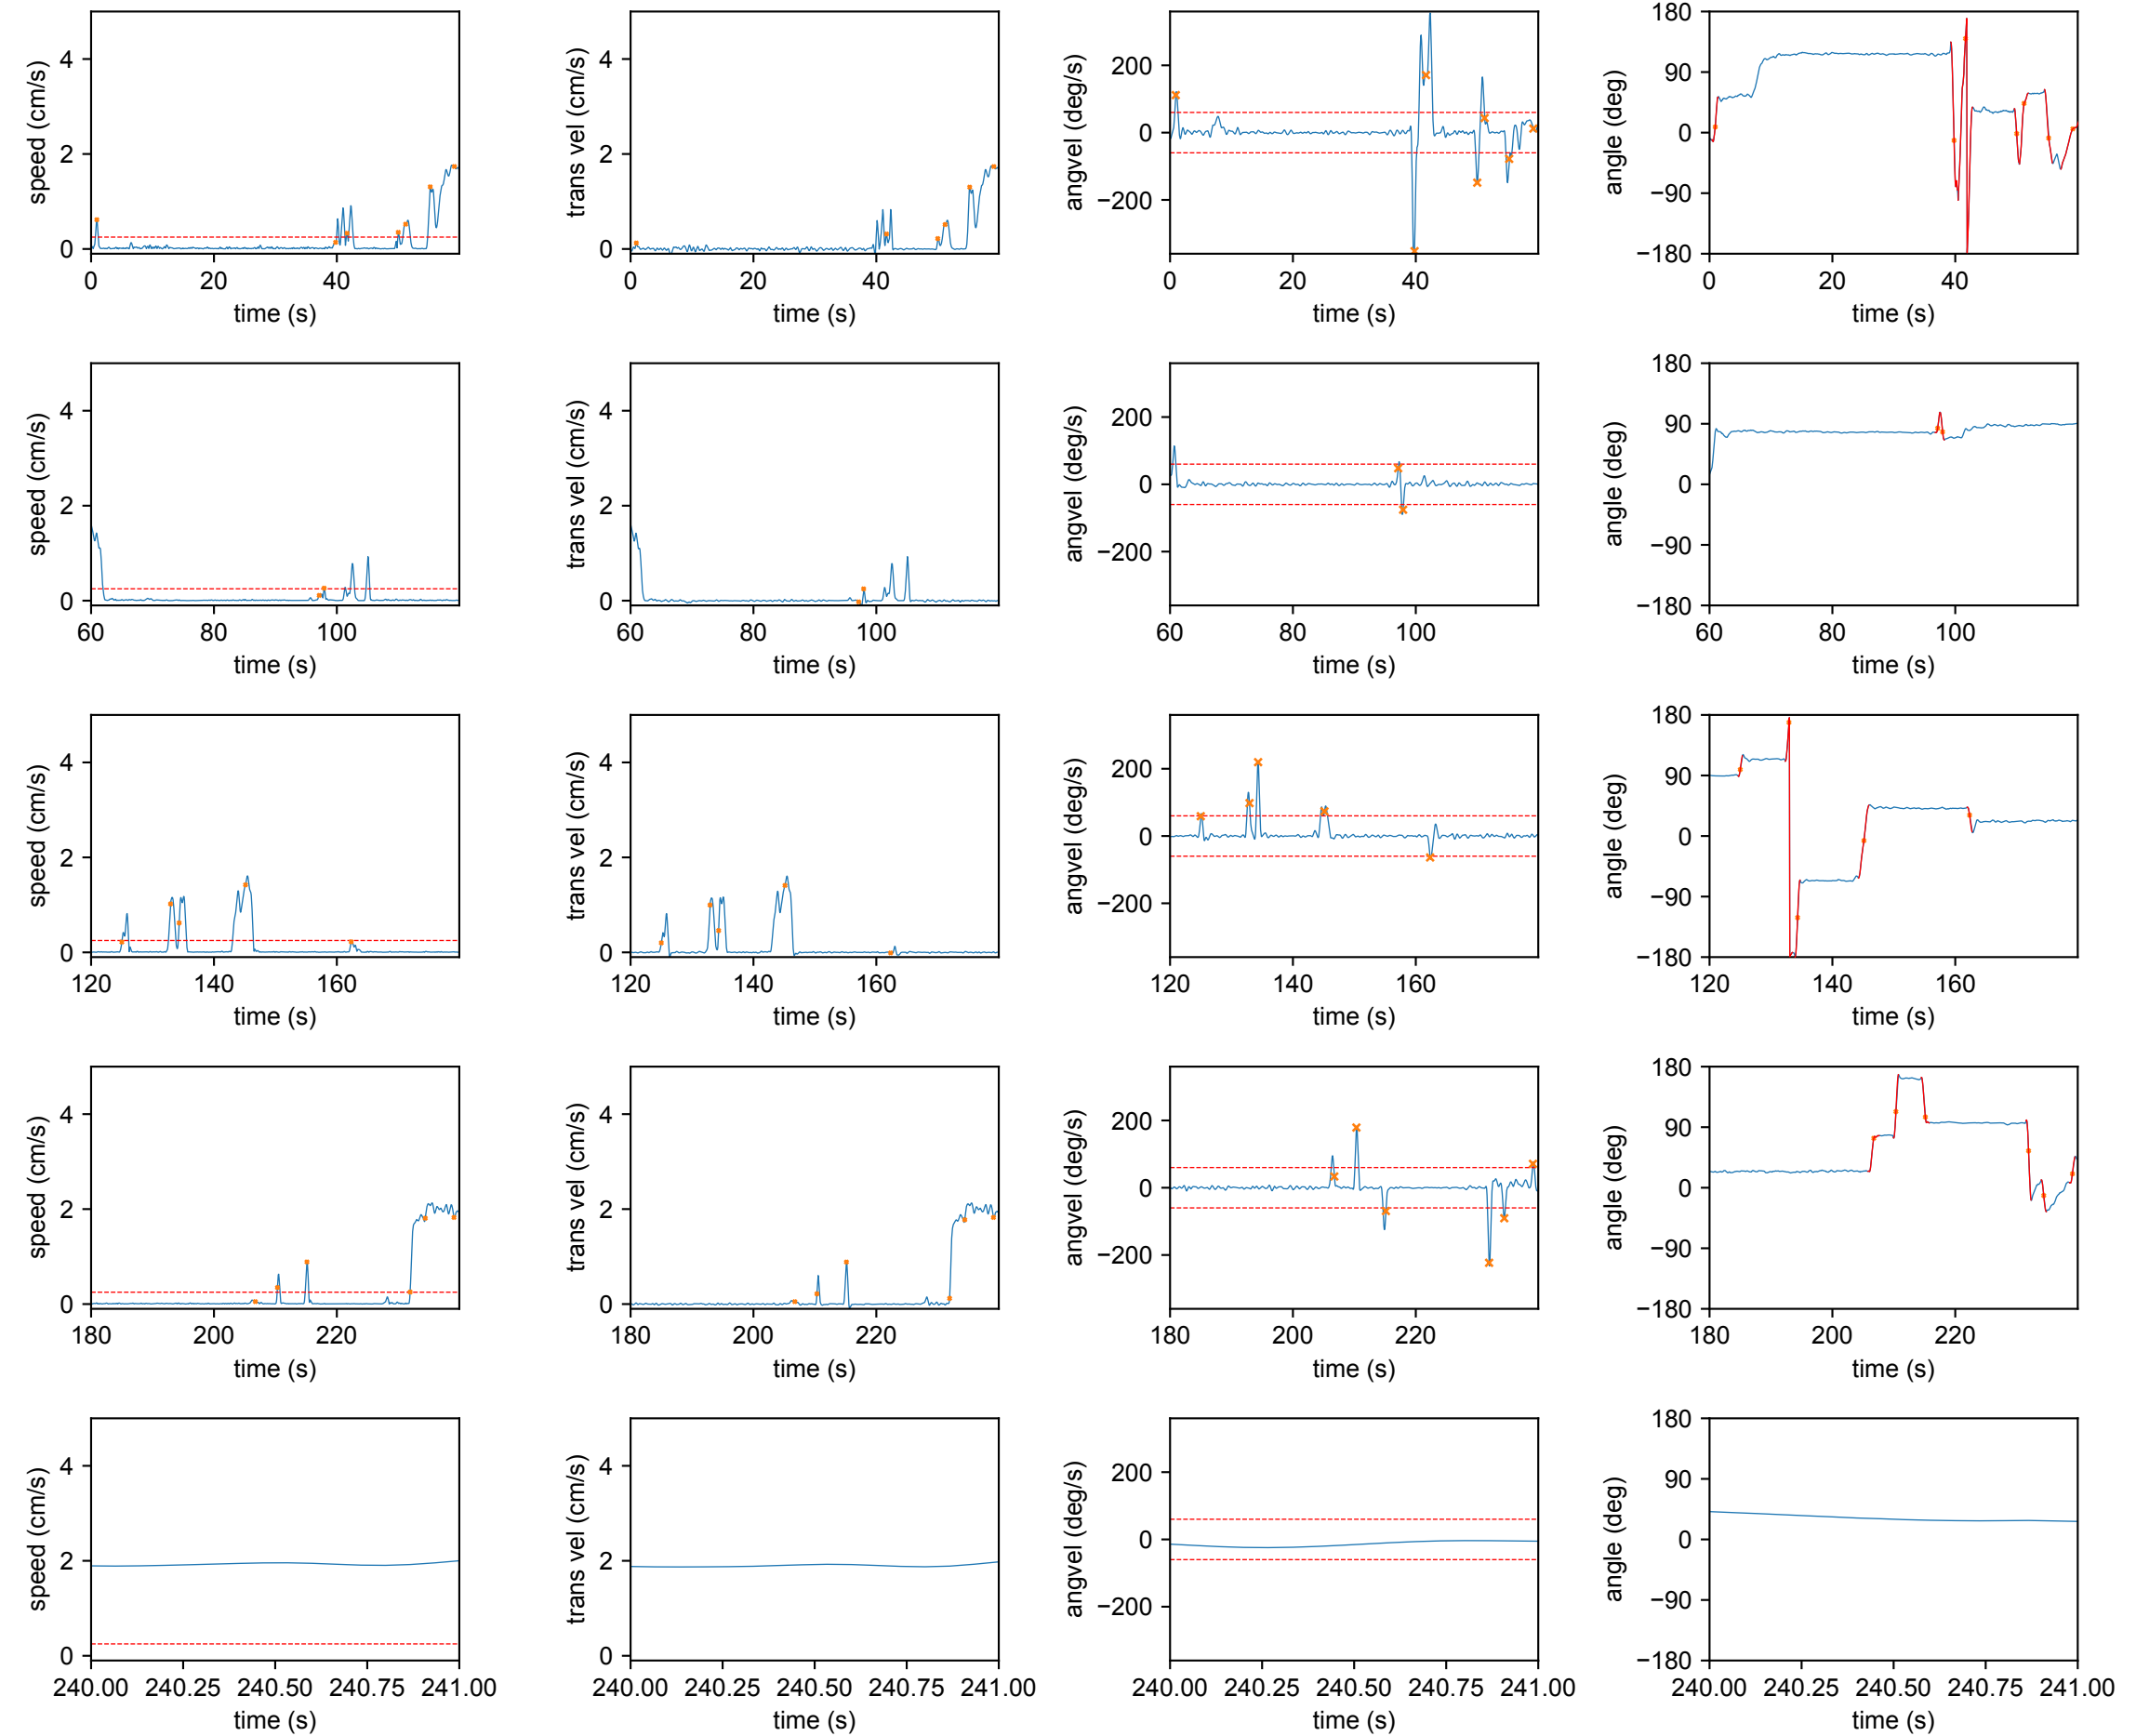 speed (cm/s)
4
2
0
0 20 40
time (s)
trans vel (cm/s)
4
2
0
0 20 40
time (s)
angvel (deg/s)
200
0
−200
0 20 40
time (s)
angle (deg)
180
90
0
−90
−180
0 20 40
time (s)
speed (cm/s)
4
2
0
60 80 100
time (s)
trans vel (cm/s)
4
2
0
60 80 100
time (s)
angvel (deg/s)
200
0
−200
60 80 100
time (s)
angle (deg)
180
90
0
−90
−180
60 80 100
time (s)
speed (cm/s)
4
2
0
120 140 160
time (s)
trans vel (cm/s)
4
2
0
120 140 160
time (s)
angvel (deg/s)
200
0
−200
120 140 160
time (s)
angle (deg)
180
90
0
−90
−180
120 140 160
time (s)
speed (cm/s)
4
2
0
180 200 220
time (s)
trans vel (cm/s)
4
2
0
180 200 220
time (s)
angvel (deg/s)
200
0
−200
180 200 220
time (s)
angle (deg)
180
90
0
−90
−180
180 200 220
time (s)
speed (cm/s)
4
2
0
240.00 240.25 240.50 240.75 241.00
time (s)
trans vel (cm/s)
4
2
0
240.00 240.25 240.50 240.75 241.00
time (s)
angvel (deg/s)
200
0
−200
240.00 240.25 240.50 240.75 241.00
time (s)
angle (deg)
180
90
0
−90
−180
240.00 240.25 240.50 240.75 241.00
time (s)